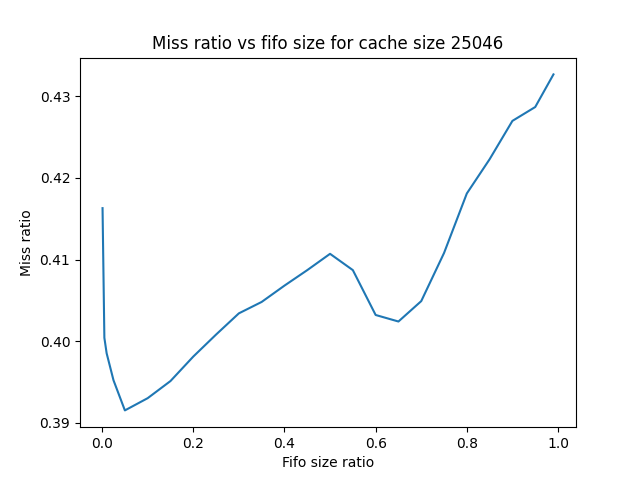 Miss ratio vs fifo size for cache size 25046
Miss ratio
0.43
0.42
0.41
0.40
0.39
0.0 0.2 0.4 0.6 0.8 1.0
Fifo size ratio